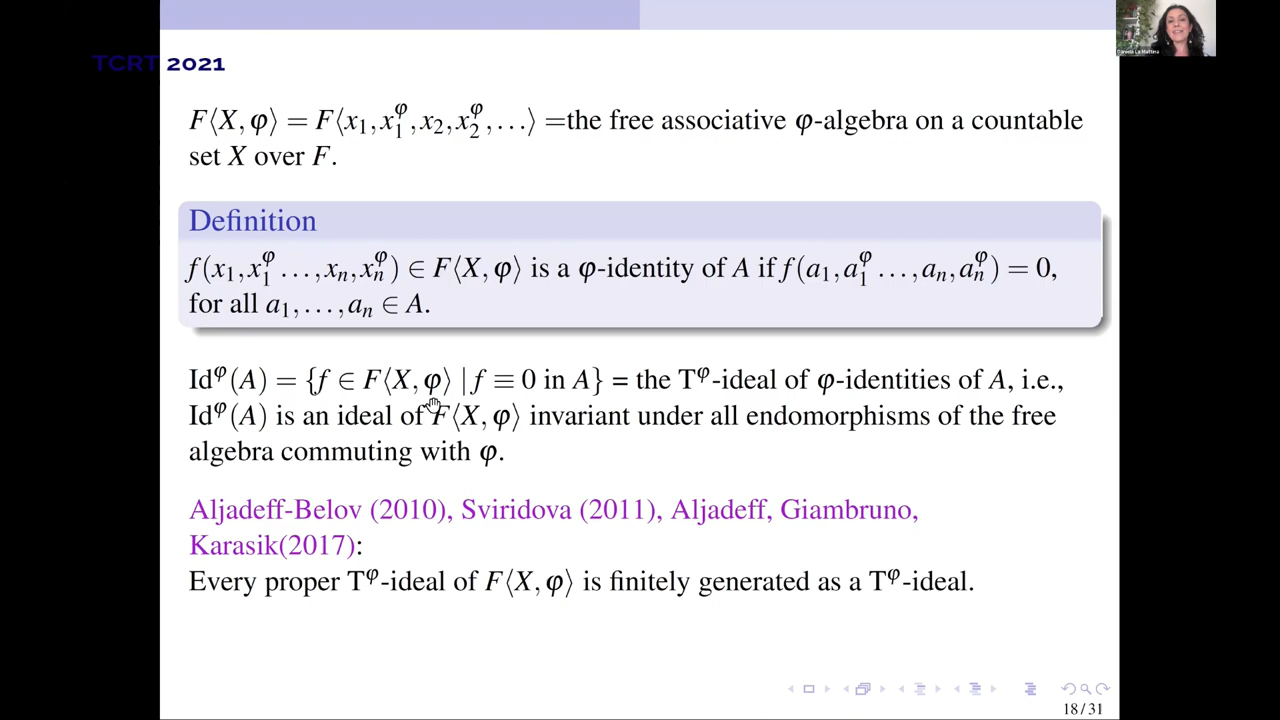 Daniela La Mattina
TCRT 2021
F⟨X, φ⟩ = F⟨x₁, x₁^φ, x₂, x₂^φ, …⟩ =the free associative φ-algebra on a countable
set X over F.
Definition
f(x₁, x₁^φ …, xₙ, xₙ^φ) ∈ F⟨X, φ⟩ is a φ-identity of A if f(a₁, a₁^φ …, aₙ, aₙ^φ) = 0,
for all a₁, …, aₙ ∈ A.
Id^φ(A) = {f ∈ F⟨X, φ⟩ | f ≡ 0 in A} = the T^φ-ideal of φ-identities of A, i.e.,
Id^φ(A) is an ideal of F⟨X, φ⟩ invariant under all endomorphisms of the free
algebra commuting with φ.
Aljadeff-Belov (2010), Sviridova (2011), Aljadeff, Giambruno,
Karasik(2017):
Every proper T^φ-ideal of F⟨X, φ⟩ is finitely generated as a T^φ-ideal.
18/31